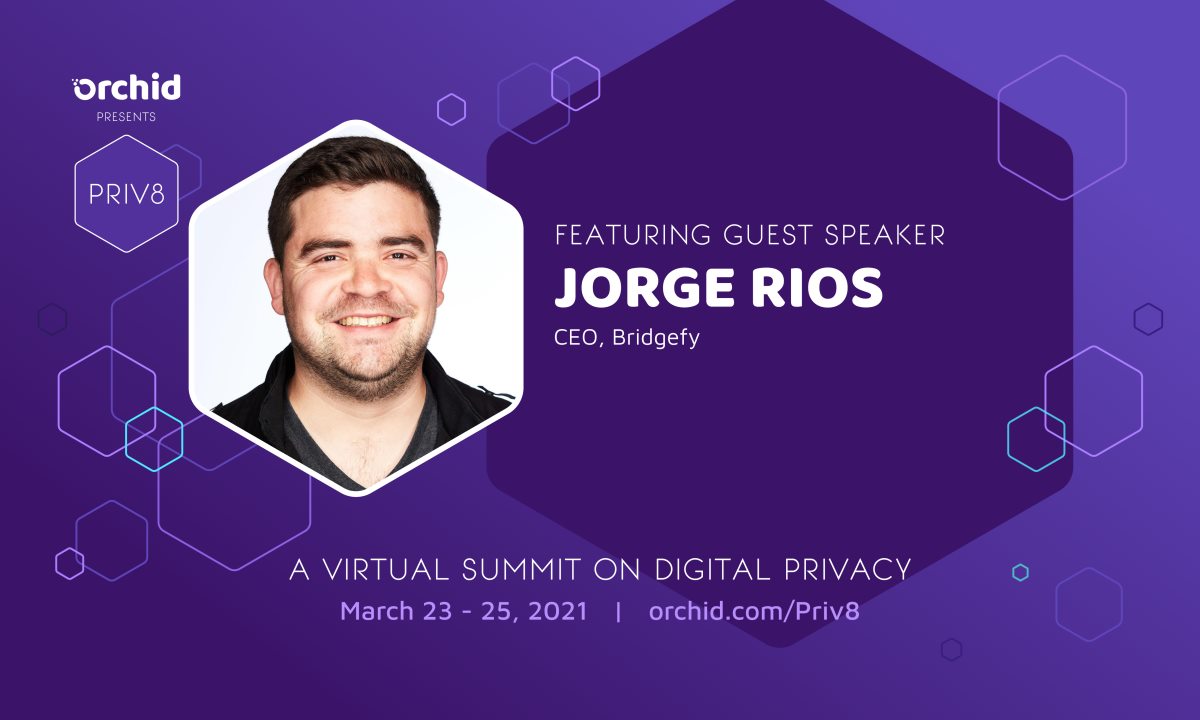 orchid
PRESENTS
PRIV8
FEATURING GUEST SPEAKER
JORGE RIOS
CEO, Bridgefy
A VIRTUAL SUMMIT ON DIGITAL PRIVACY
March 23 - 25, 2021 | orchid.com/Priv8